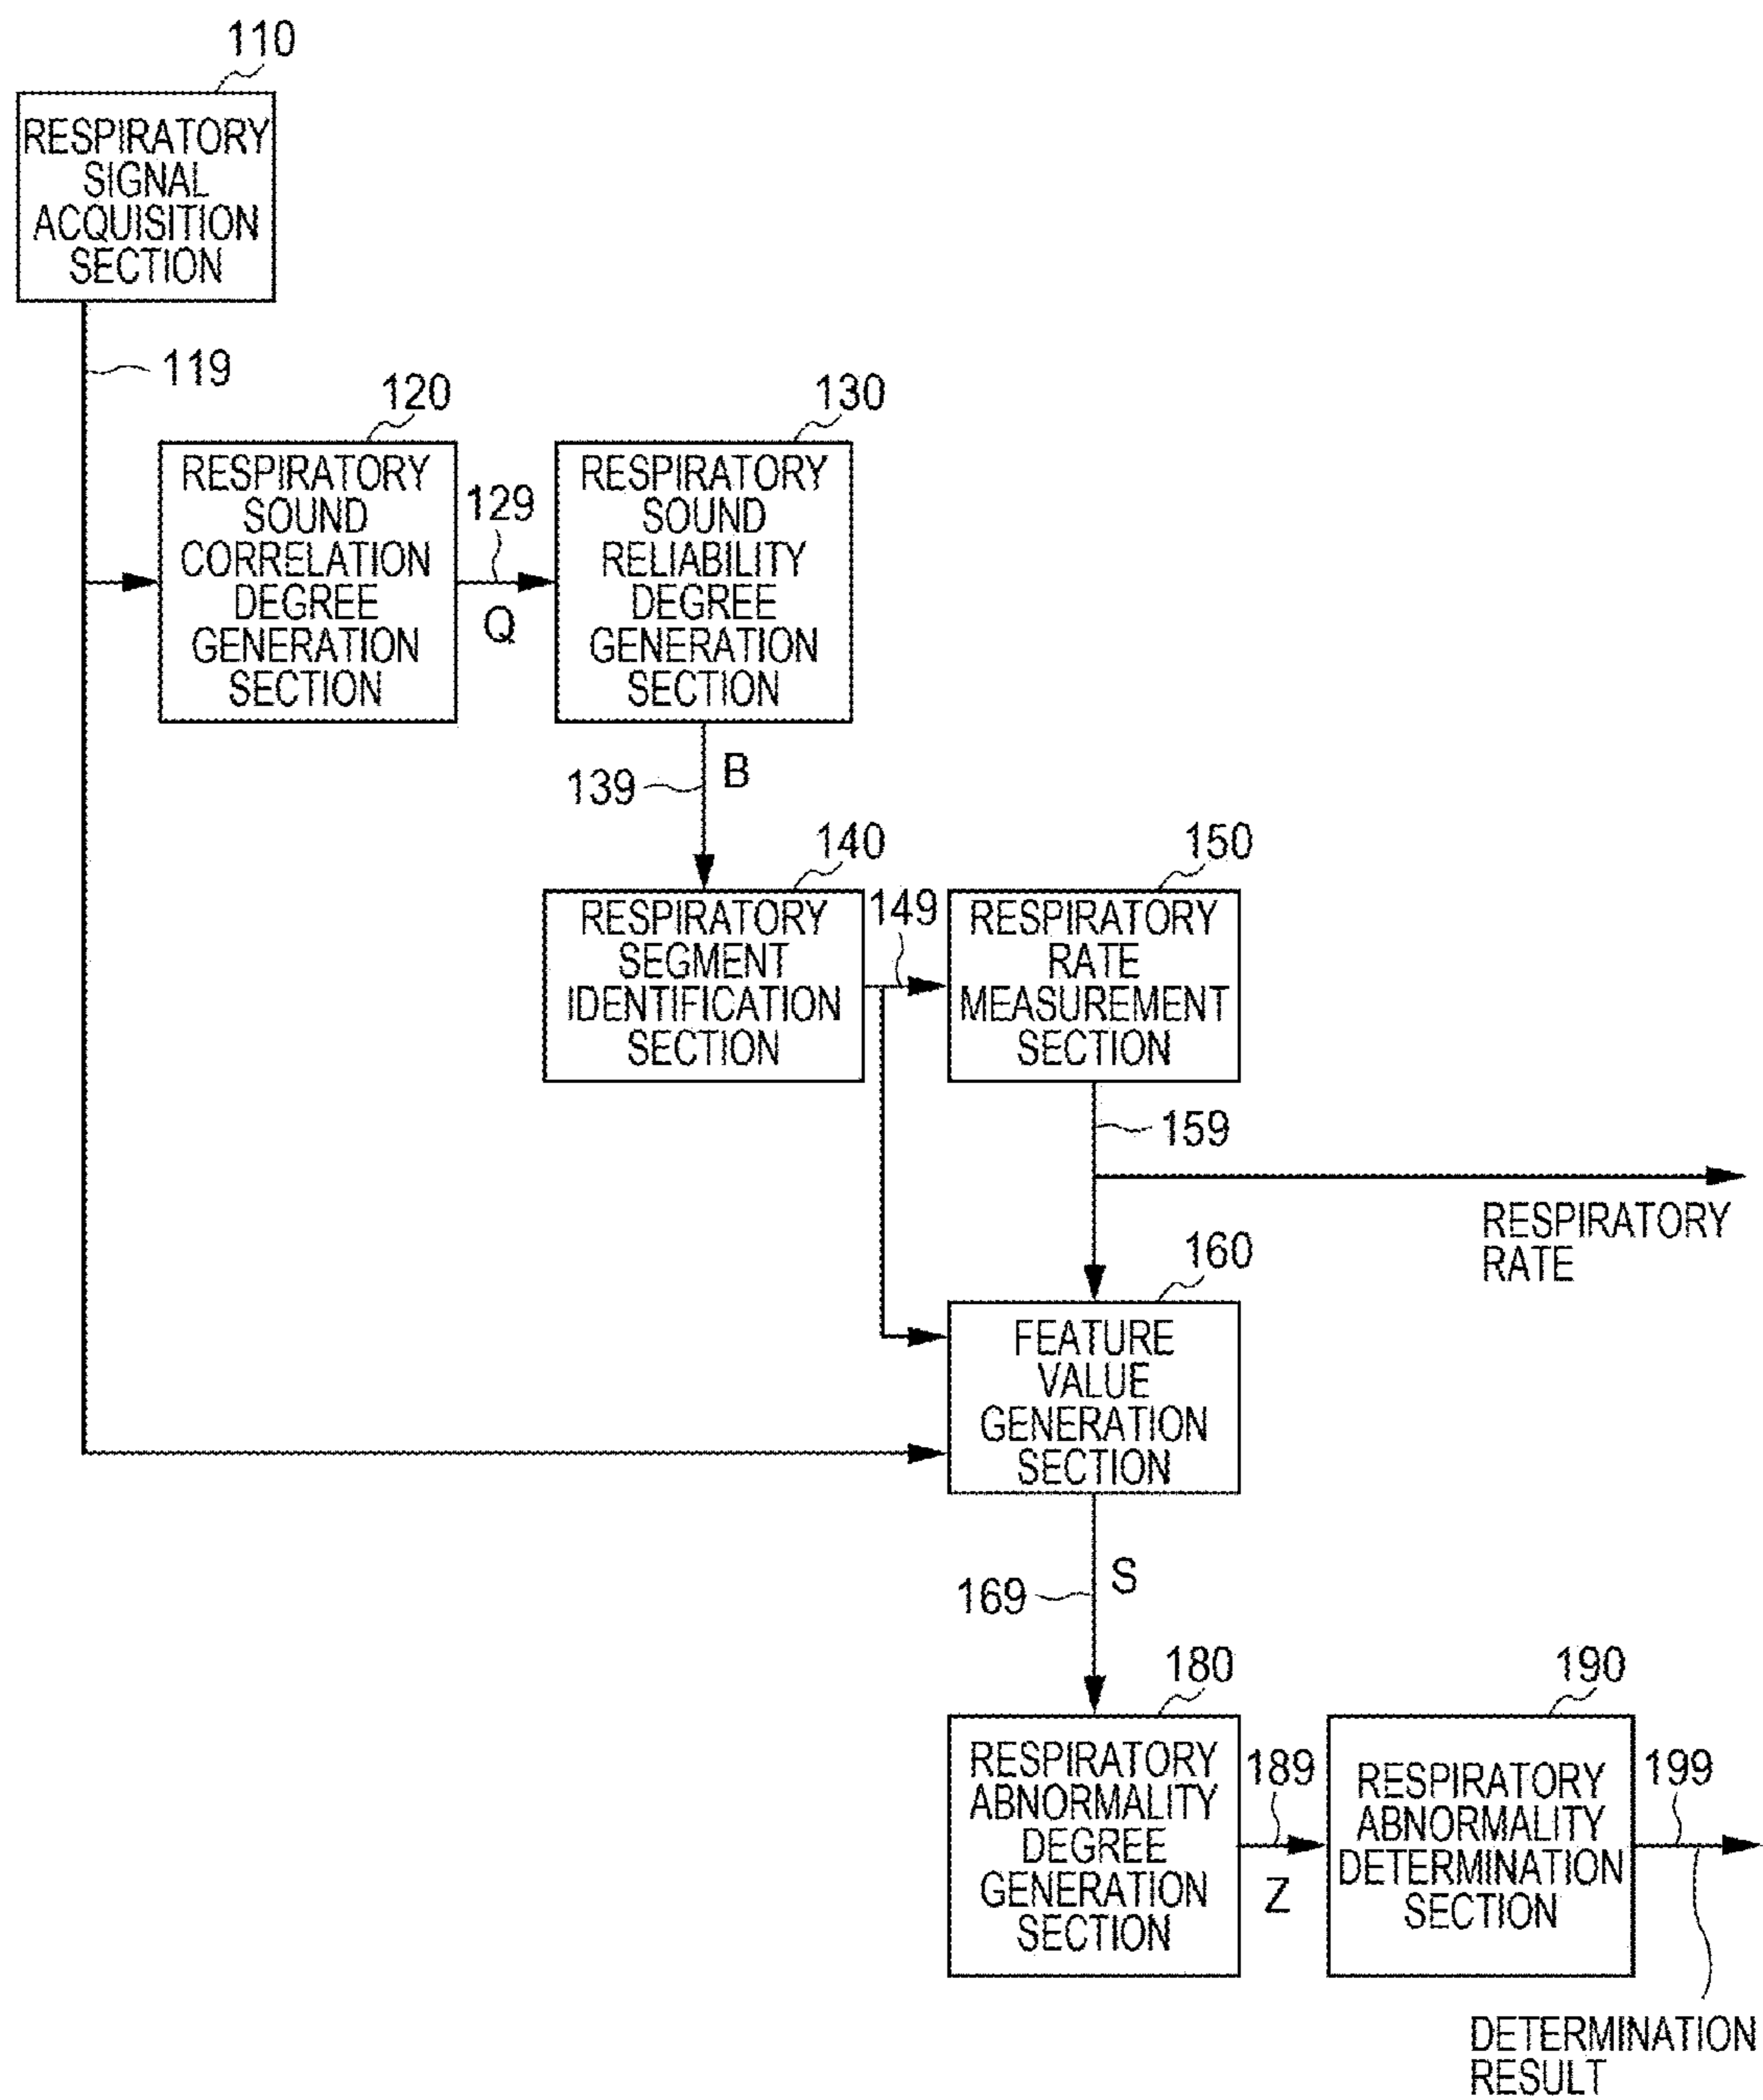 110
RESPIRATORY
SIGNAL
ACQUISITION
SECTION
119
120
130
RESPIRATORY
SOUND
CORRELATION
DEGREE
GENERATION
SECTION
129
Q
RESPIRATORY
SOUND
RELIABILITY
DEGREE
GENERATION
SECTION
139
B
140
150
RESPIRATORY
SEGMENT
IDENTIFICATION
SECTION
149
RESPIRATORY
RATE
MEASUREMENT
SECTION
159
RESPIRATORY
RATE
160
FEATURE
VALUE
GENERATION
SECTION
169
S
180
190
RESPIRATORY
ABNORMALITY
DEGREE
GENERATION
SECTION
189
Z
RESPIRATORY
ABNORMALITY
DETERMINATION
SECTION
199
DETERMINATION
RESULT